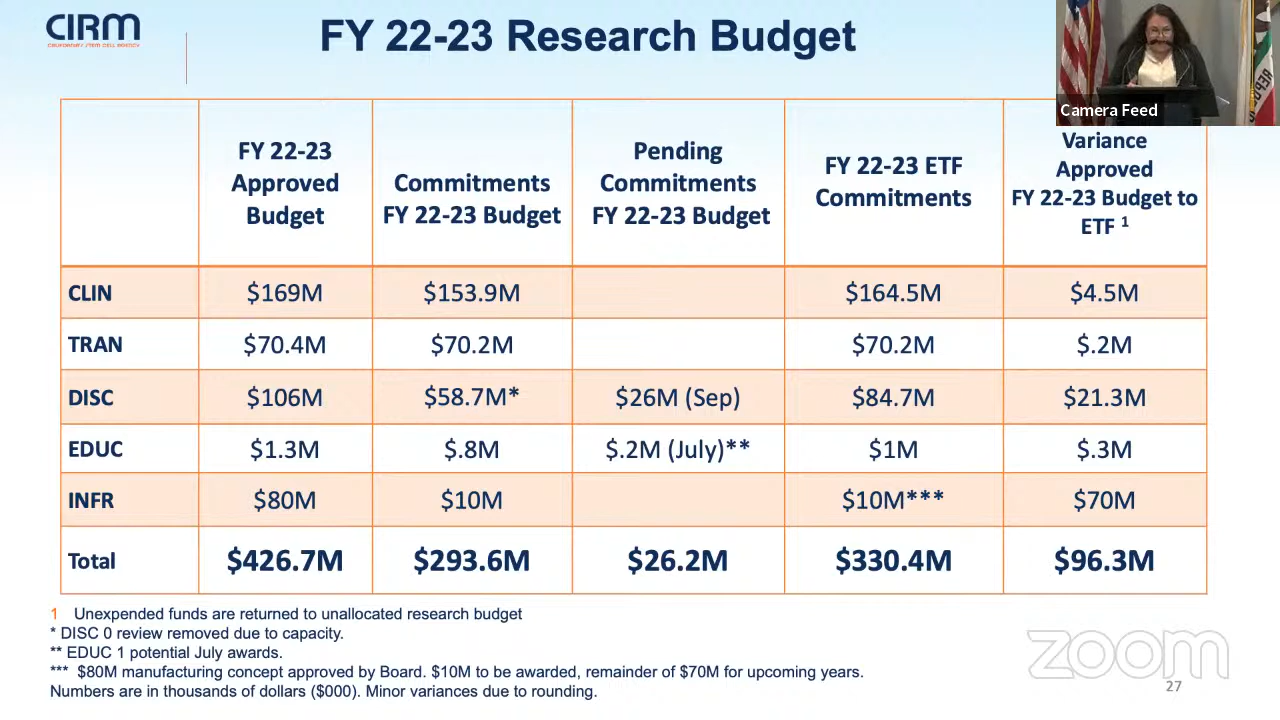 CIRM
CALIFORNIA'S STEM CELL AGENCY
FY 22-23 Research Budget
Camera Feed
FY 22-23 Approved Budget
Commitments FY 22-23 Budget
Pending Commitments FY 22-23 Budget
FY 22-23 ETF Commitments
Variance Approved FY 22-23 Budget to ETF 1
CLIN $169M $153.9M $164.5M $4.5M
TRAN $70.4M $70.2M $70.2M $.2M
DISC $106M $58.7M* $26M (Sep) $84.7M $21.3M
EDUC $1.3M $.8M $.2M (July)** $1M $.3M
INFR $80M $10M $10M*** $70M
Total $426.7M $293.6M $26.2M $330.4M $96.3M
1 Unexpended funds are returned to unallocated research budget
* DISC 0 review removed due to capacity.
** EDUC 1 potential July awards.
*** $80M manufacturing concept approved by Board. $10M to be awarded, remainder of $70M for upcoming years.
Numbers are in thousands of dollars ($000). Minor variances due to rounding.
zoom
27